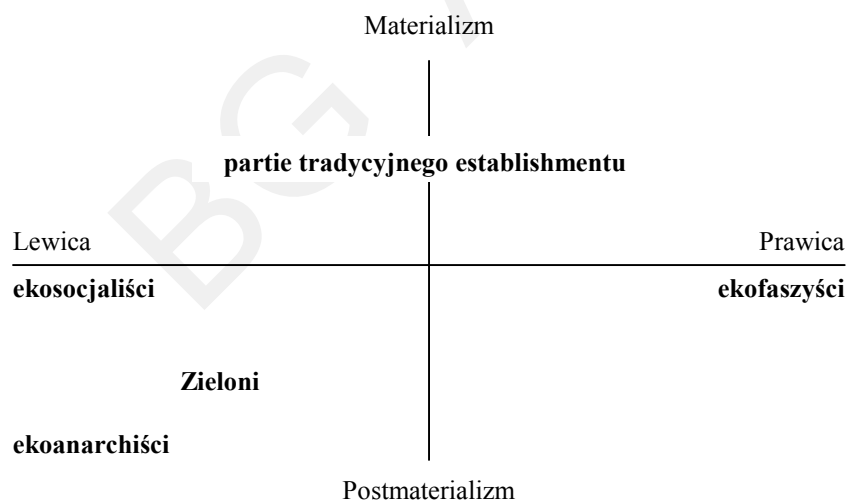 Materializm
partie tradycyjnego establishmentu
Lewica Prawica
ekosocjaliści ekofaszyści
Zieloni
ekoanarchiści
Postmaterializm